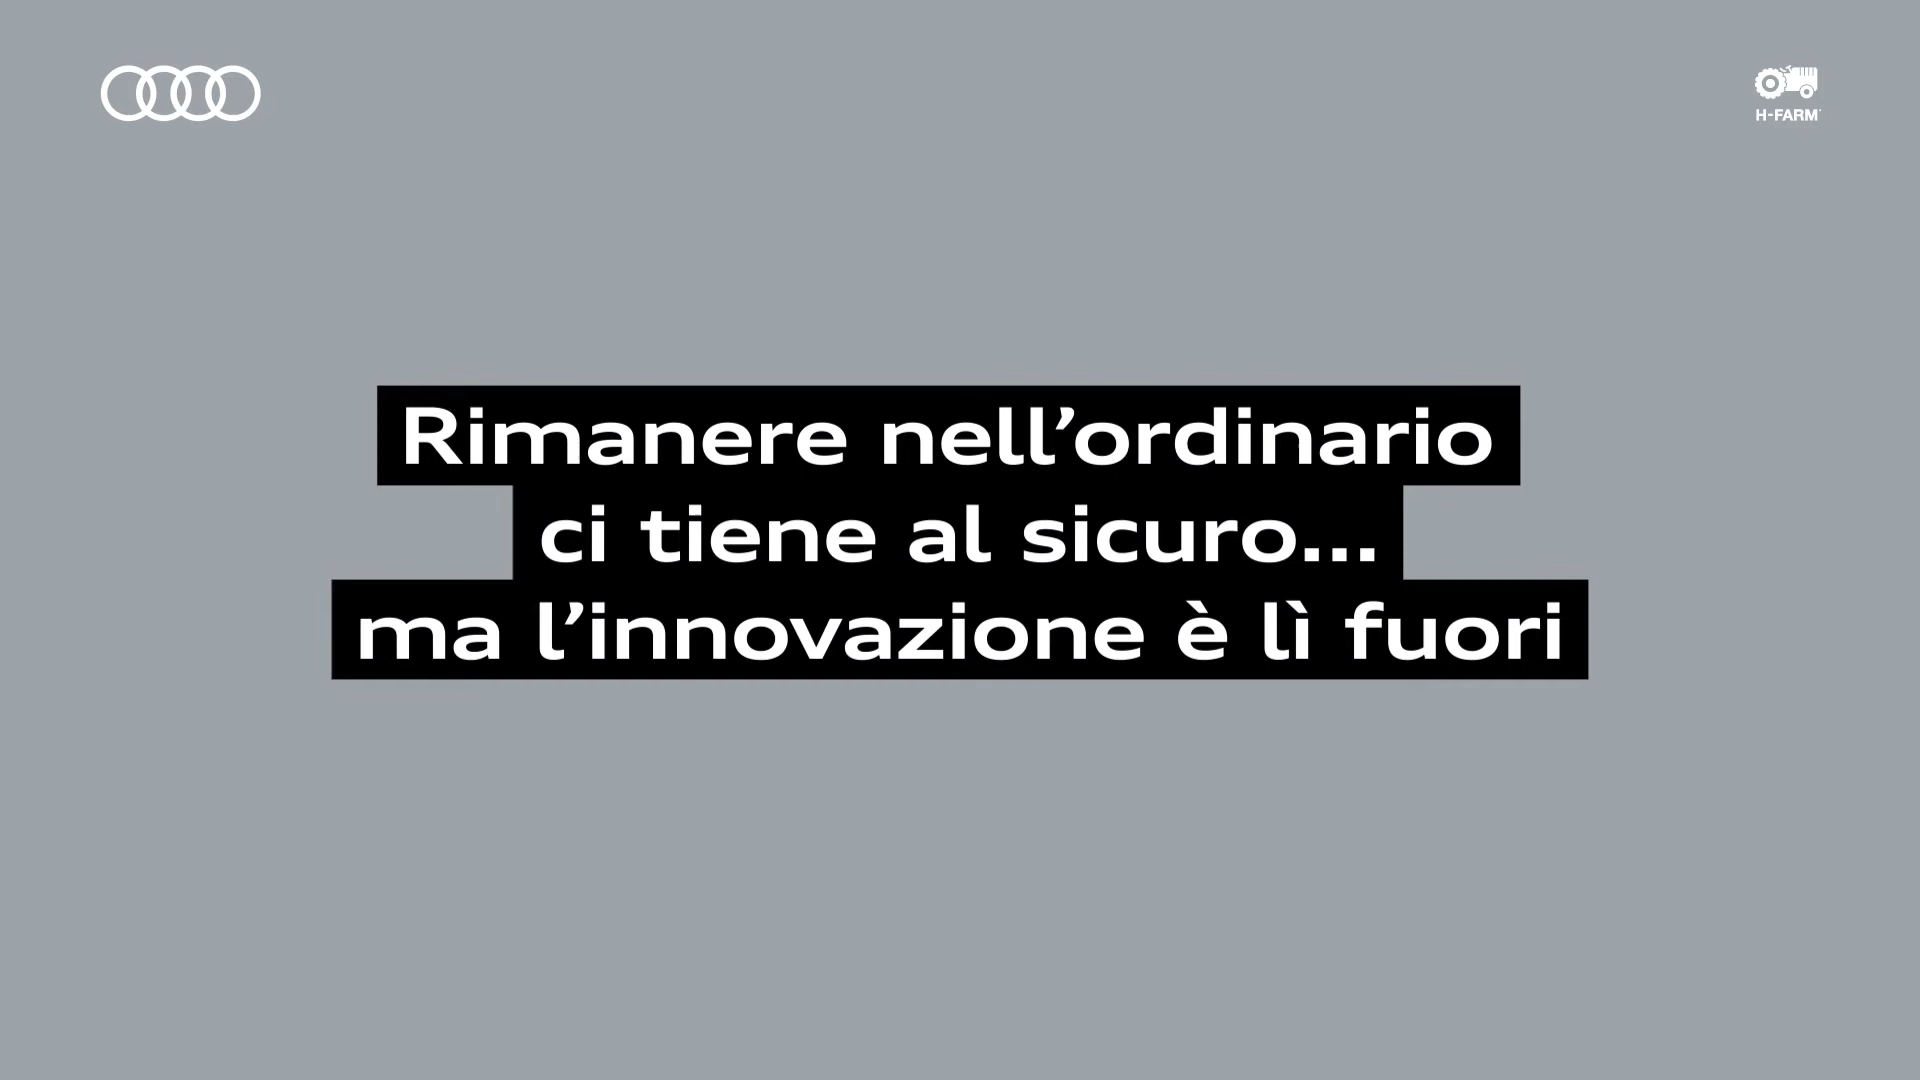 H-FARM
Rimanere nell’ordinario
ci tiene al sicuro...
ma l’innovazione è lì fuori